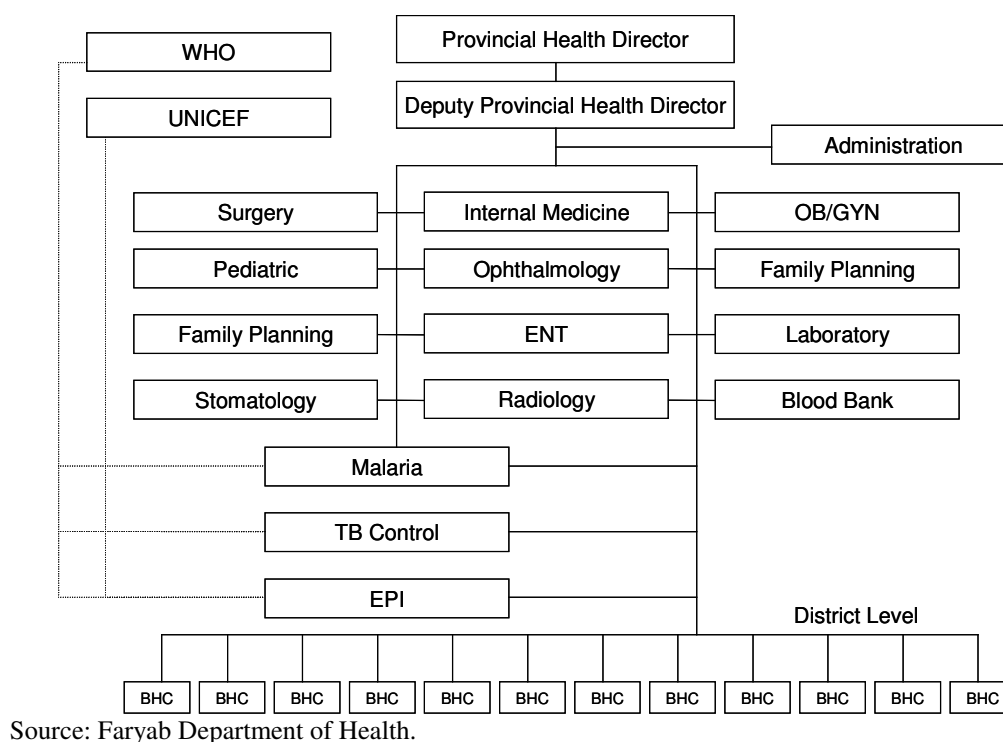 WHO
Provincial Health Director
UNICEF
Deputy Provincial Health Director
Administration
Surgery
Internal Medicine
OB/GYN
Pediatric
Ophthalmology
Family Planning
Family Planning
ENT
Laboratory
Stomatology
Radiology
Blood Bank
Malaria
TB Control
EPI
District Level
BHC
BHC
BHC
BHC
BHC
BHC
BHC
BHC
BHC
BHC
BHC
BHC
Source: Faryab Department of Health.